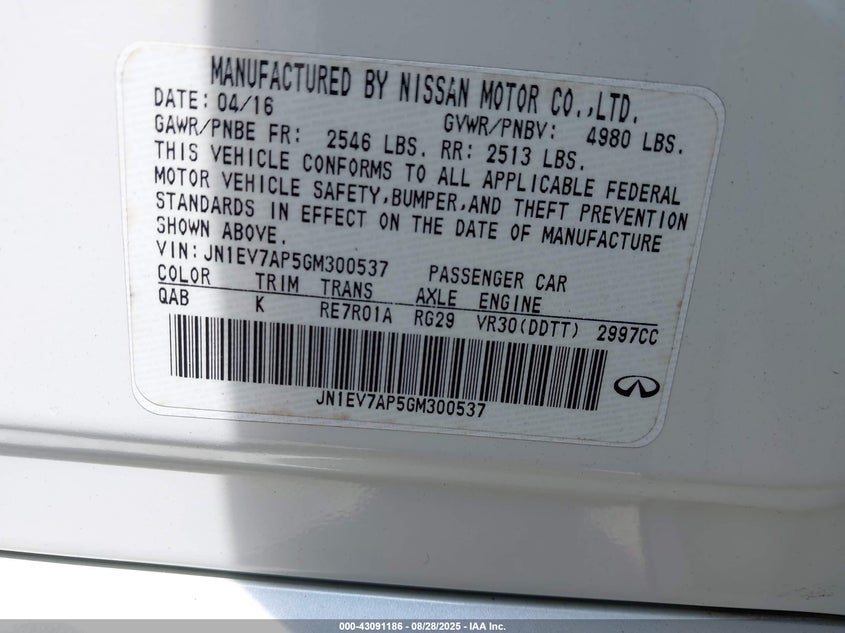 MANUFACTURED BY NISSAN MOTOR CO.,LTD.
DATE: 04/16 GVWR/PNBV: 4980 LBS.
GAWR/PNBE FR: 2546 LBS. RR: 2513 LBS.
THIS VEHICLE CONFORMS TO ALL APPLICABLE FEDERAL
MOTOR VEHICLE SAFETY,BUMPER,AND THEFT PREVENTION
STANDARDS IN EFFECT ON THE DATE OF MANUFACTURE
SHOWN ABOVE.
VIN: JN1EV7AP5GM300537 PASSENGER CAR
COLOR TRIM TRANS AXLE ENGINE
QAB K RE7R01A RG29 VR30(DDTT) 2997CC
JN1EV7AP5GM300537
000-43091186 - 08/28/2025 - IAA Inc.